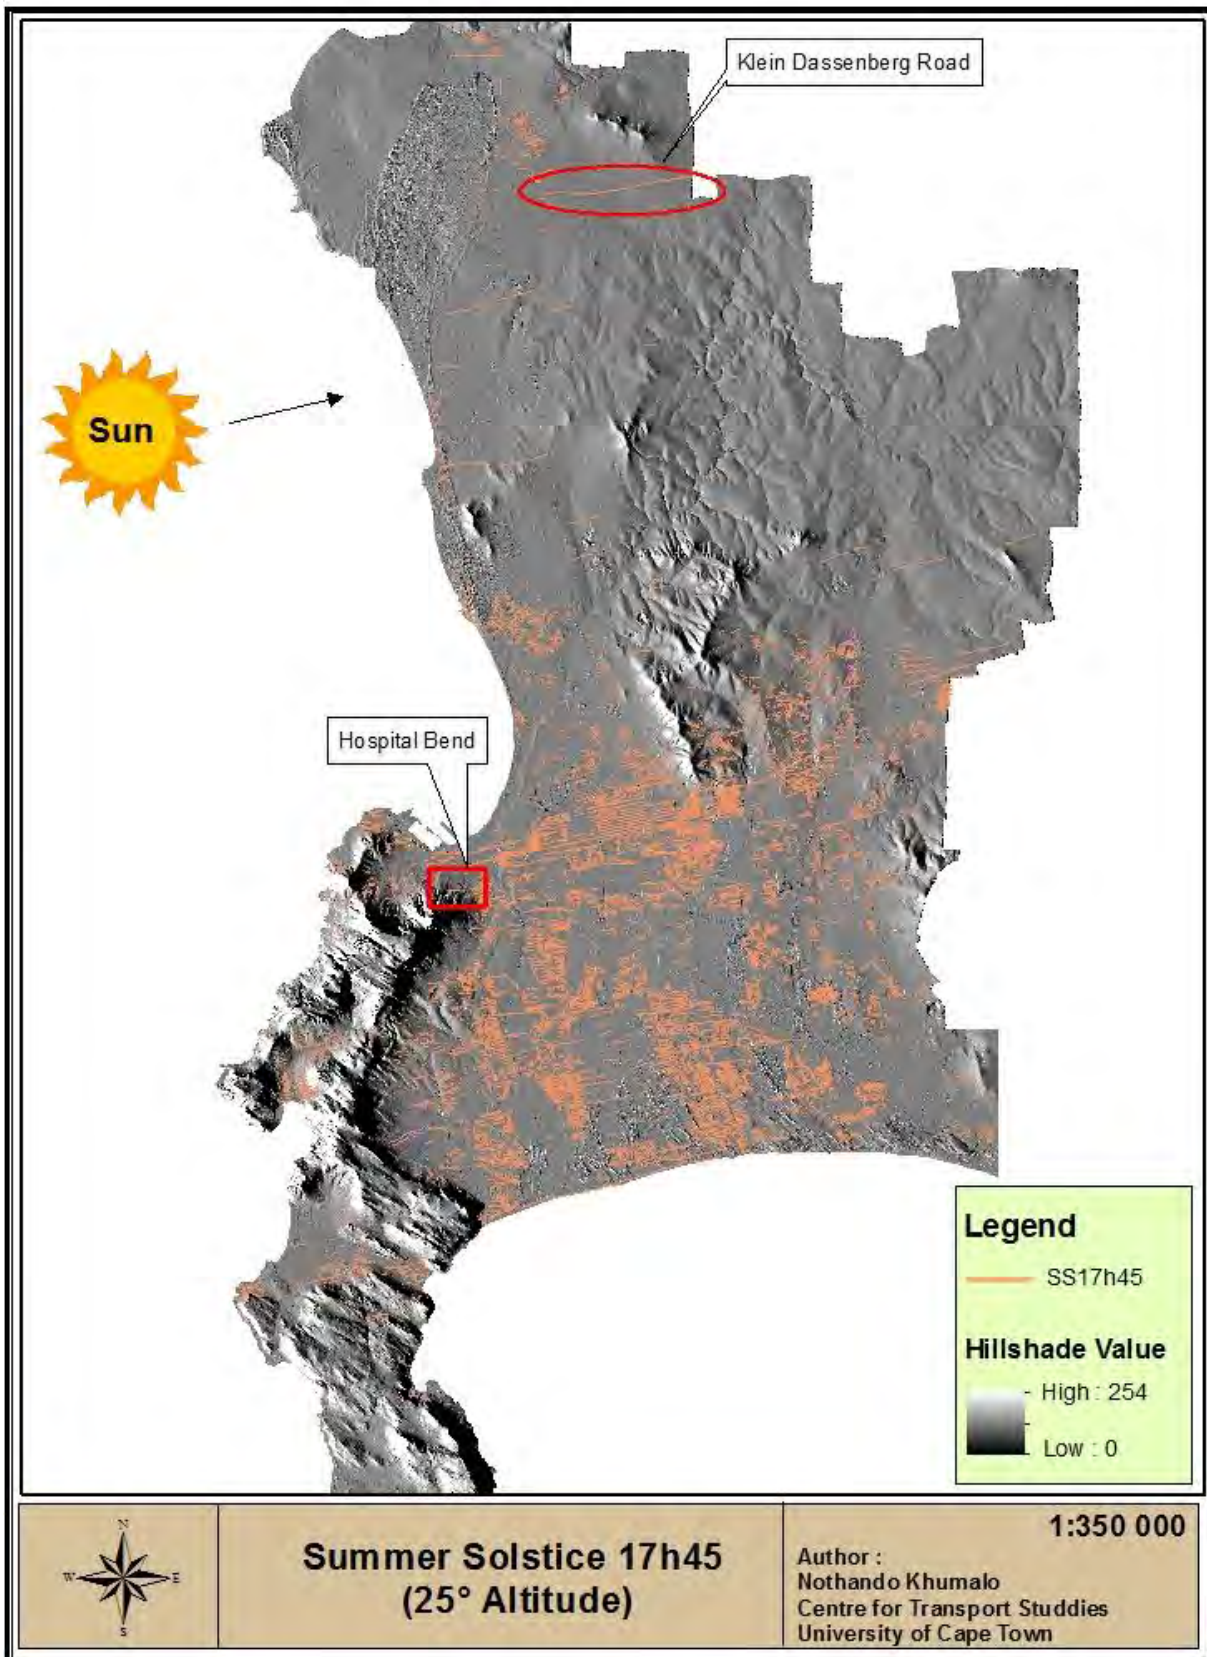 Klein Dassenberg Road
Sun
Hospital Bend
Legend
SS17h45
Hillshade Value
High : 254
Low : 0
N
W
E
S
Summer Solstice 17h45
(25° Altitude)
1:350 000
Author :
Nothando Khumalo
Centre for Transport Studdies
University of Cape Town